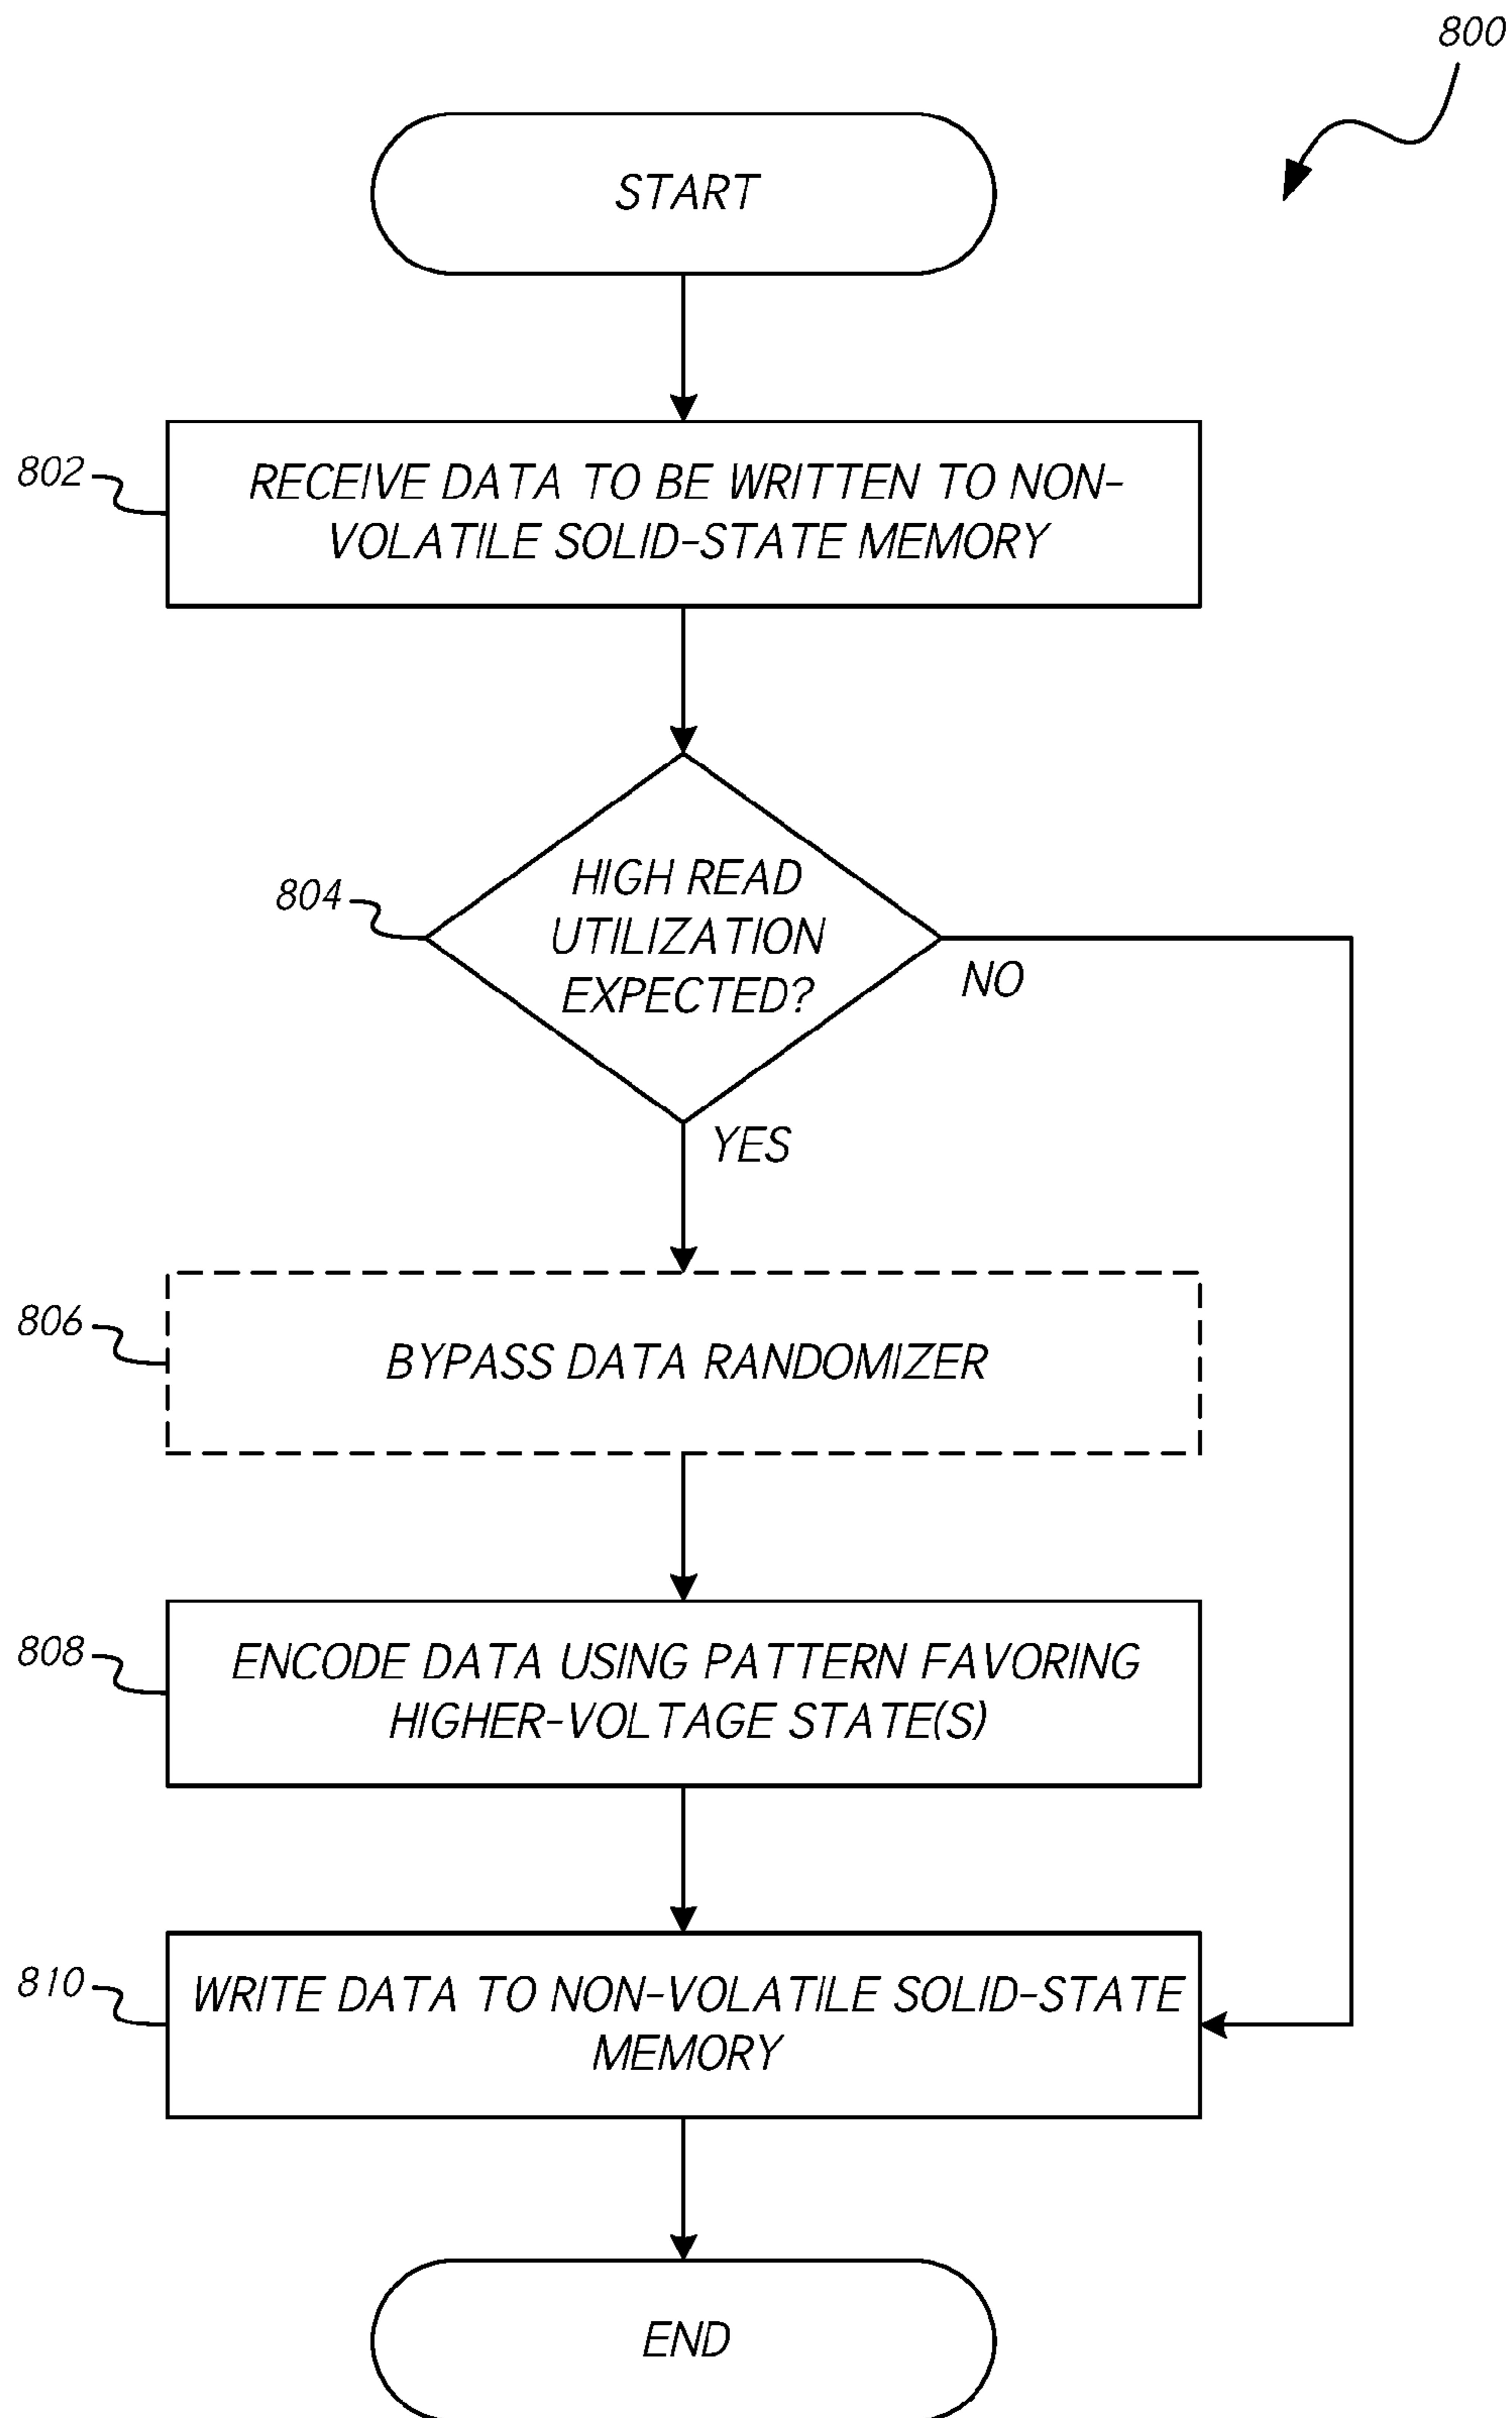 800
START
802
RECEIVE DATA TO BE WRITTEN TO NON-
VOLATILE SOLID-STATE MEMORY
804
HIGH READ
UTILIZATION
EXPECTED?
NO
YES
806
BYPASS DATA RANDOMIZER
808
ENCODE DATA USING PATTERN FAVORING
HIGHER-VOLTAGE STATE(S)
810
WRITE DATA TO NON-VOLATILE SOLID-STATE
MEMORY
END